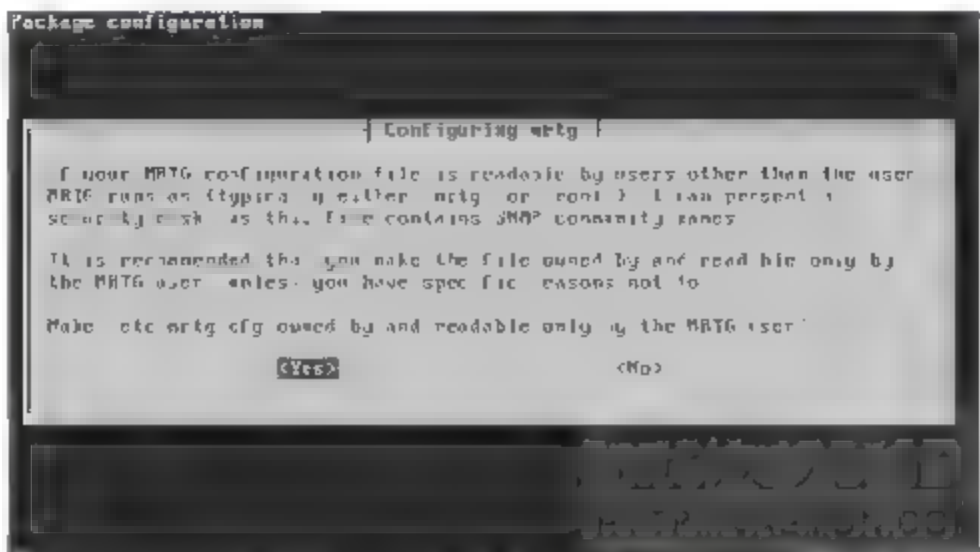 Package configuration
Configuring mrtg
If your MRTG configuration file is readable by users other than the user
MRTG runs as (typically either mrtg or root), it can present a
security risk as this file contains SNMP community names
It is recommended that you make the file owned by and readable only by
the MRTG user unless you have specific reasons not to
Make /etc/mrtg.cfg owned by and readable only by the MRTG user?
<Yes> <No>